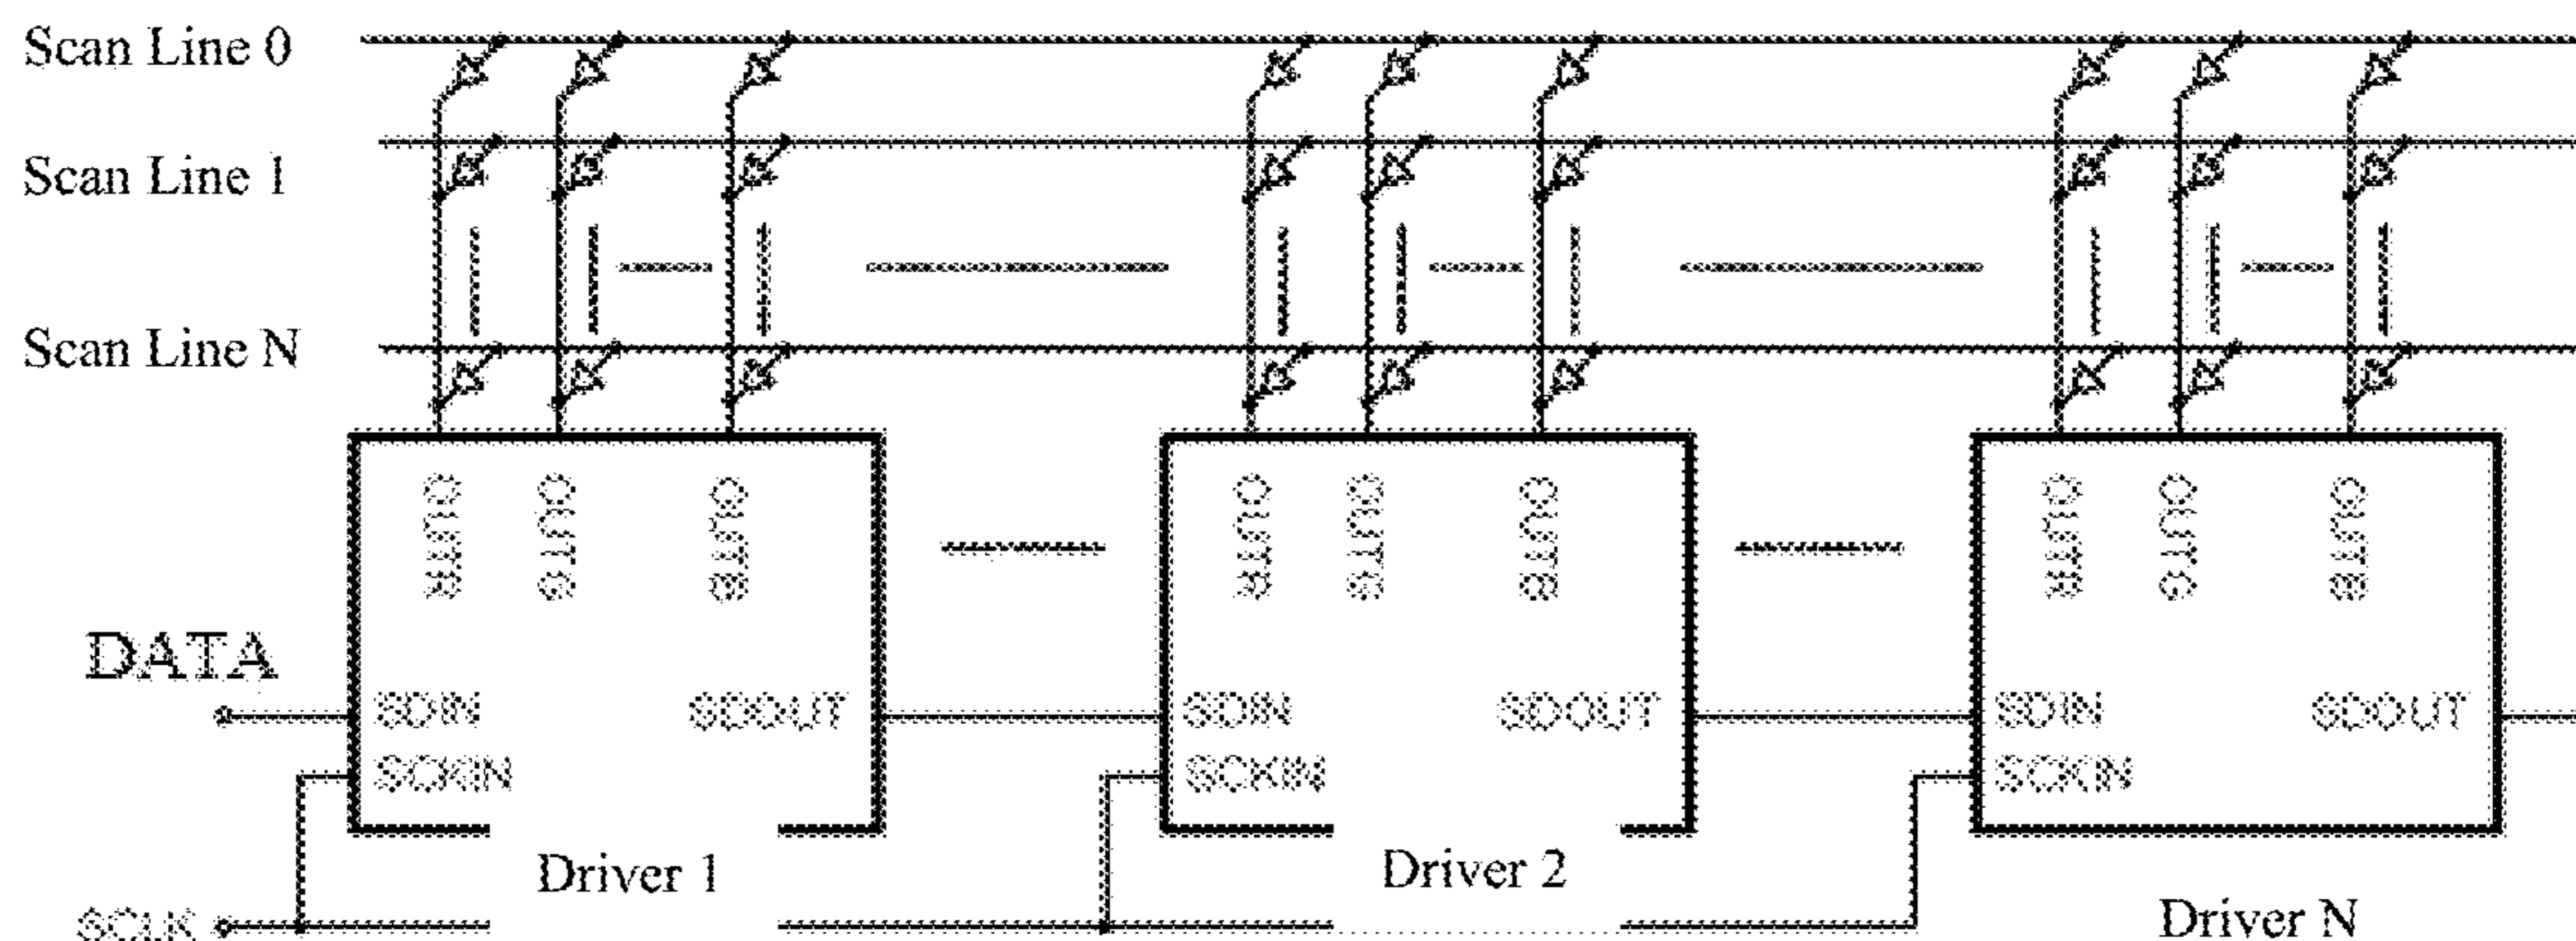 Scan Line 0
Scan Line 1
Scan Line N
OUTR OUTG OUTB
OUTR OUTG OUTB
OUTR OUTG OUTB
DATA
SDIN SDOUT
SCKIN
SDIN SDOUT
SCKIN
SDIN SDOUT
SCKIN
Driver 1
Driver 2
Driver N
SCLK